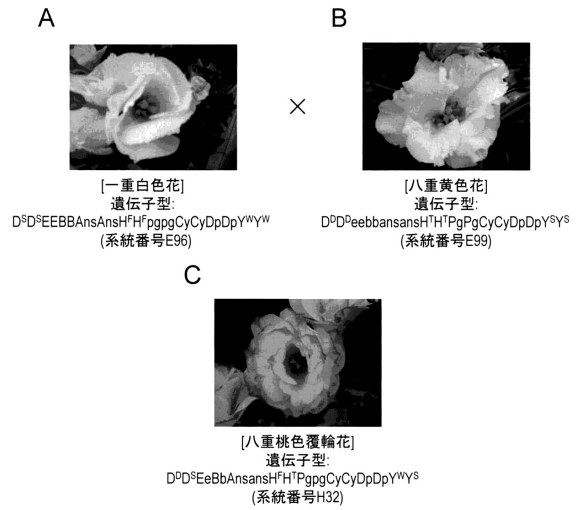 A
B
×
[一重白色花]
遺伝子型:
DˢDˢEEBBAnsAnsHᶠHᶠpgpgCyCyDpDpYᵂYᵂ
(系統番号E96)
[八重黄色花]
遺伝子型:
DᴰDᴰeebbansansHᵀHᵀPgPgCyCyDpDpYˢYˢ
(系統番号E99)
C
[八重桃色覆輪花]
遺伝子型:
DᴰDˢEeBbAnsansHᶠHᵀPgpgCyCyDpDpYᵂYˢ
(系統番号H32)